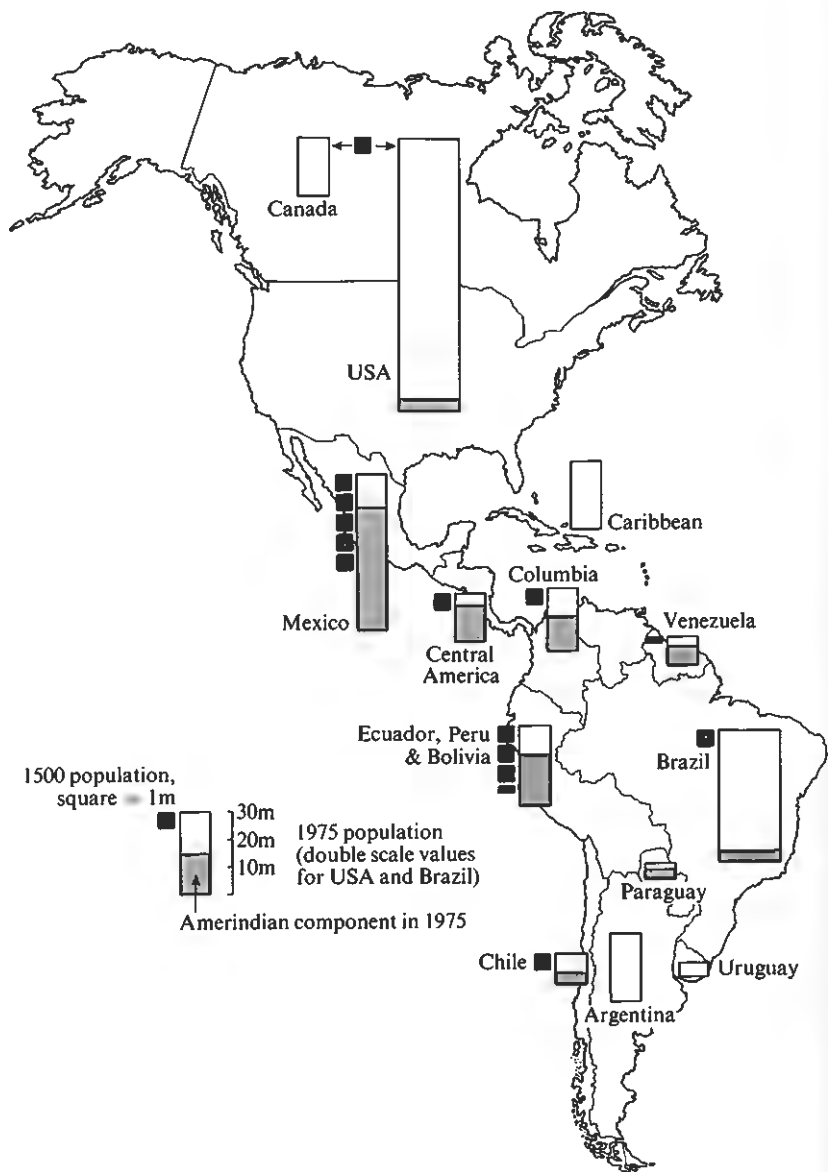 Canada
USA
Caribbean
Mexico
Central
America
Columbia
Venezuela
Ecuador, Peru
& Bolivia
Brazil
1500 population,
square = 1m
30m
20m
10m
1975 population
(double scale values
for USA and Brazil)
Amerindian component in 1975
Paraguay
Chile
Uruguay
Argentina